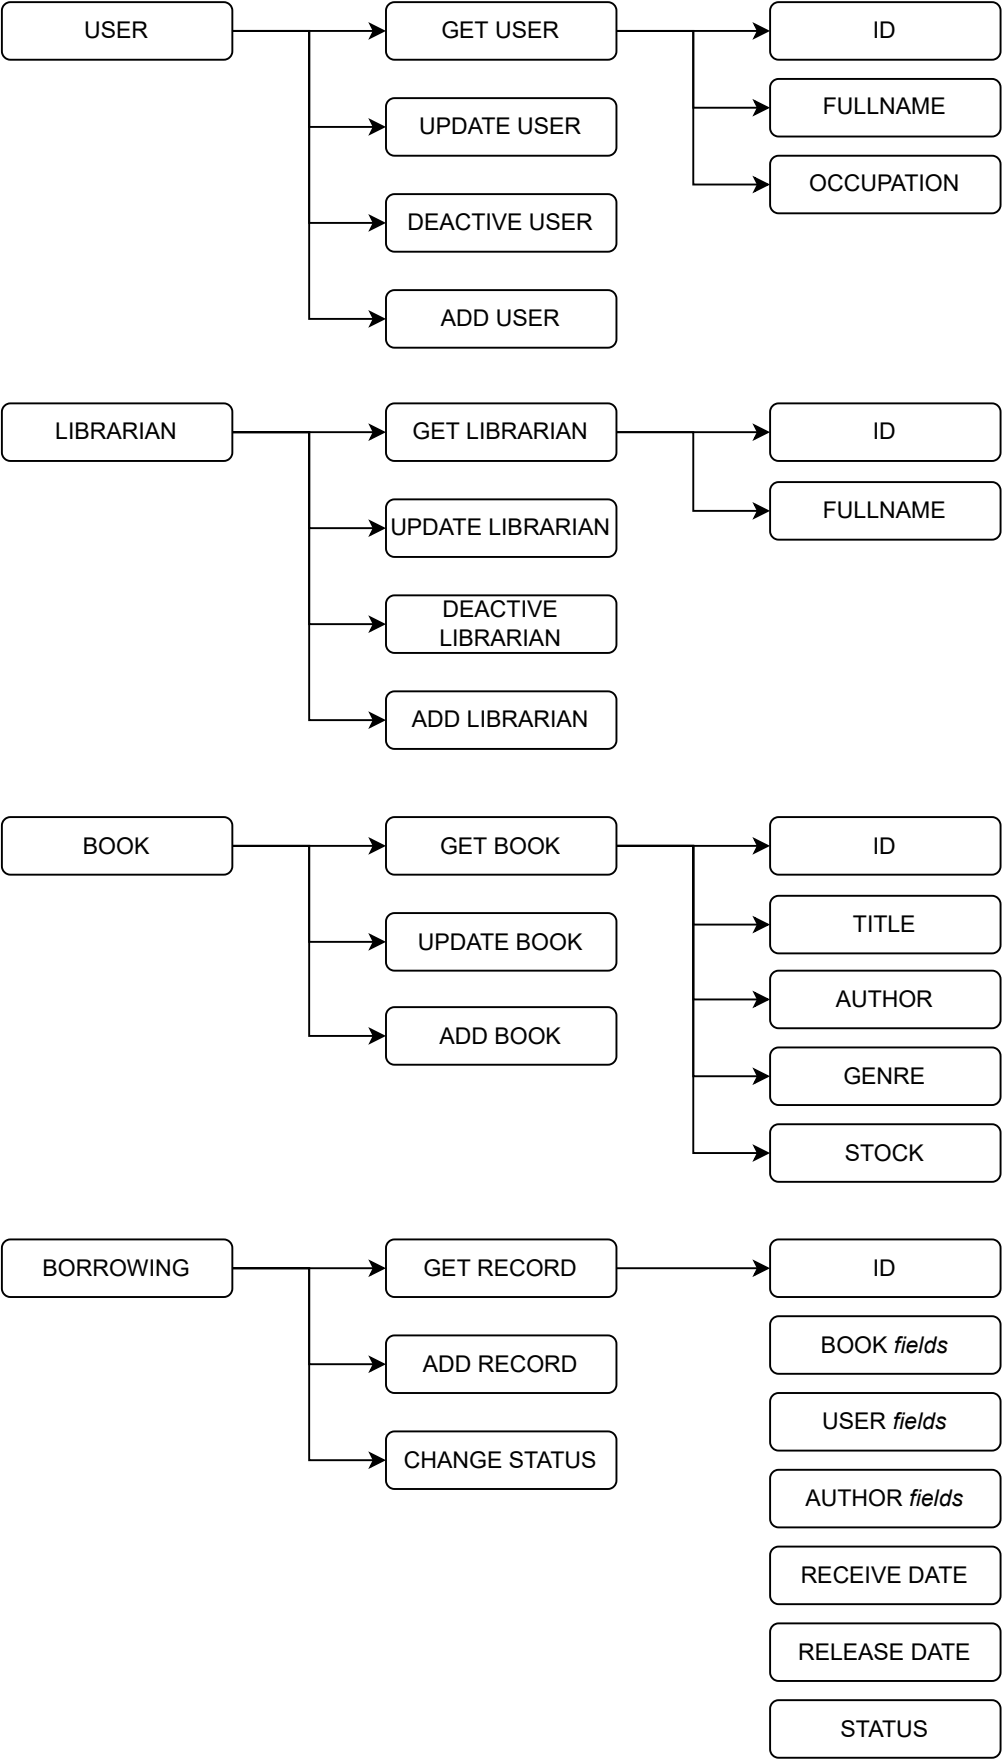 USER
GET USER
ID
FULLNAME
UPDATE USER
OCCUPATION
DEACTIVE USER
ADD USER
LIBRARIAN
GET LIBRARIAN
ID
FULLNAME
UPDATE LIBRARIAN
DEACTIVE
LIBRARIAN
ADD LIBRARIAN
BOOK
GET BOOK
ID
TITLE
UPDATE BOOK
AUTHOR
ADD BOOK
GENRE
STOCK
BORROWING
GET RECORD
ID
BOOK fields
ADD RECORD
USER fields
CHANGE STATUS
AUTHOR fields
RECEIVE DATE
RELEASE DATE
STATUS